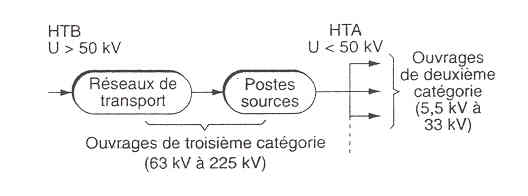 HTB
U > 50 kV
HTA
U < 50 kV
Réseaux de
transport
Postes
sources
Ouvrages
de deuxième
catégorie
(5,5 kV à
33 kV)
Ouvrages de troisième catégorie
(63 kV à 225 kV)